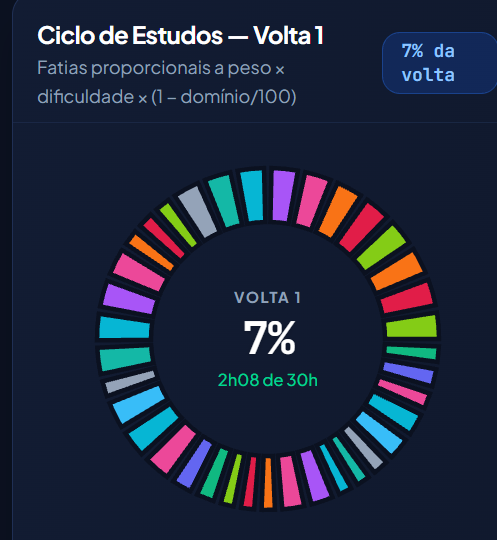 Ciclo de Estudos — Volta 1
Fatias proporcionais a peso ×
dificuldade × (1 – domínio/100)
7% da
volta
VOLTA 1
7%
2h08 de 30h